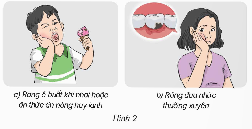 a) Răng ê buốt khi nhai hoặc
ăn thức ăn nóng hay lạnh
b) Răng đau nhức
thường xuyên
Hình 2